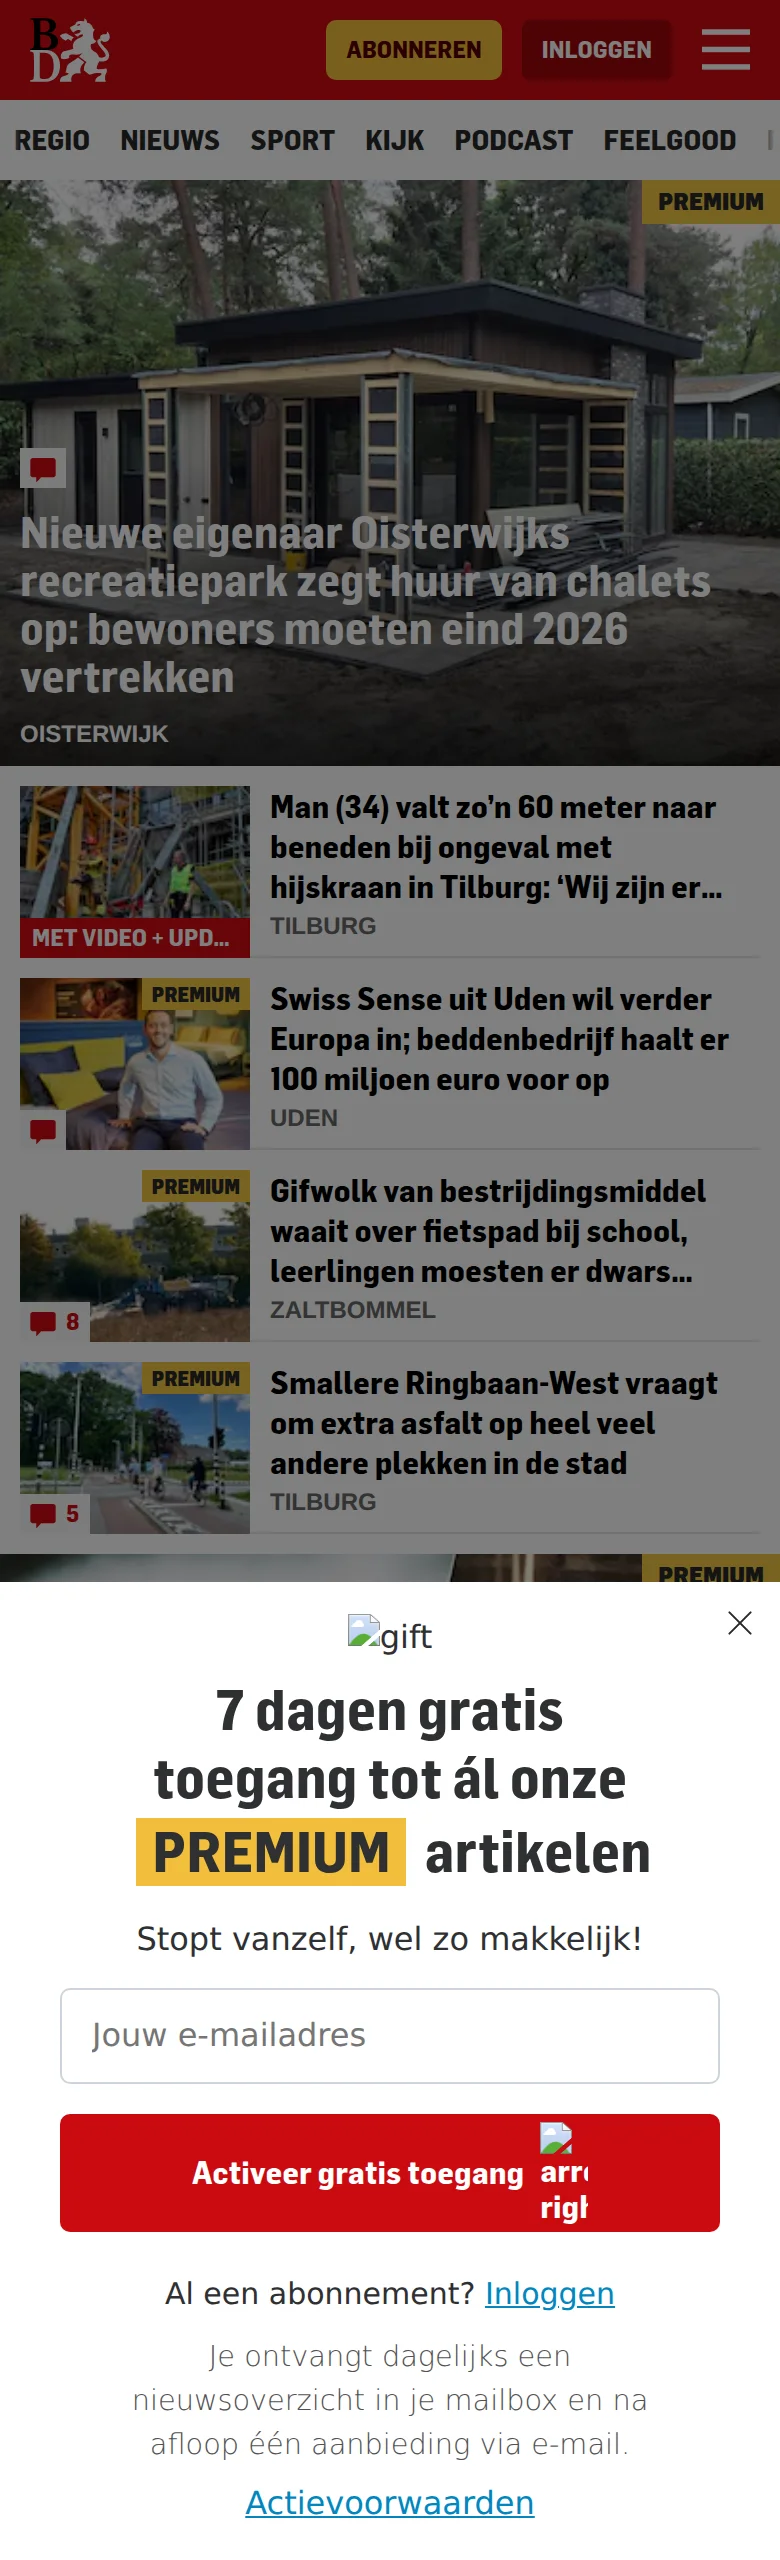 B
D
ABONNEREN
INLOGGEN
REGIO NIEUWS SPORT KIJK PODCAST FEELGOOD
PREMIUM
Nieuwe eigenaar Oisterwijks
recreatiepark zegt huur van chalets
op: bewoners moeten eind 2026
vertrekken
OISTERWIJK
Man (34) valt zo’n 60 meter naar
beneden bij ongeval met
hijskraan in Tilburg: ‘Wij zijn er...
TILBURG
MET VIDEO + UPD...
PREMIUM
Swiss Sense uit Uden wil verder
Europa in; beddenbedrijf haalt er
100 miljoen euro voor op
UDEN
PREMIUM
Gifwolk van bestrijdingsmiddel
waait over fietspad bij school,
leerlingen moesten er dwars...
ZALTBOMMEL
8
PREMIUM
Smallere Ringbaan-West vraagt
om extra asfalt op heel veel
andere plekken in de stad
TILBURG
5
PREMIUM
gift
7 dagen gratis
toegang tot ál onze
PREMIUM artikelen
Stopt vanzelf, wel zo makkelijk!
Jouw e-mailadres
Activeer gratis toegang
Al een abonnement? Inloggen
Je ontvangt dagelijks een
nieuwsoverzicht in je mailbox en na
afloop één aanbieding via e-mail.
Actievoorwaarden